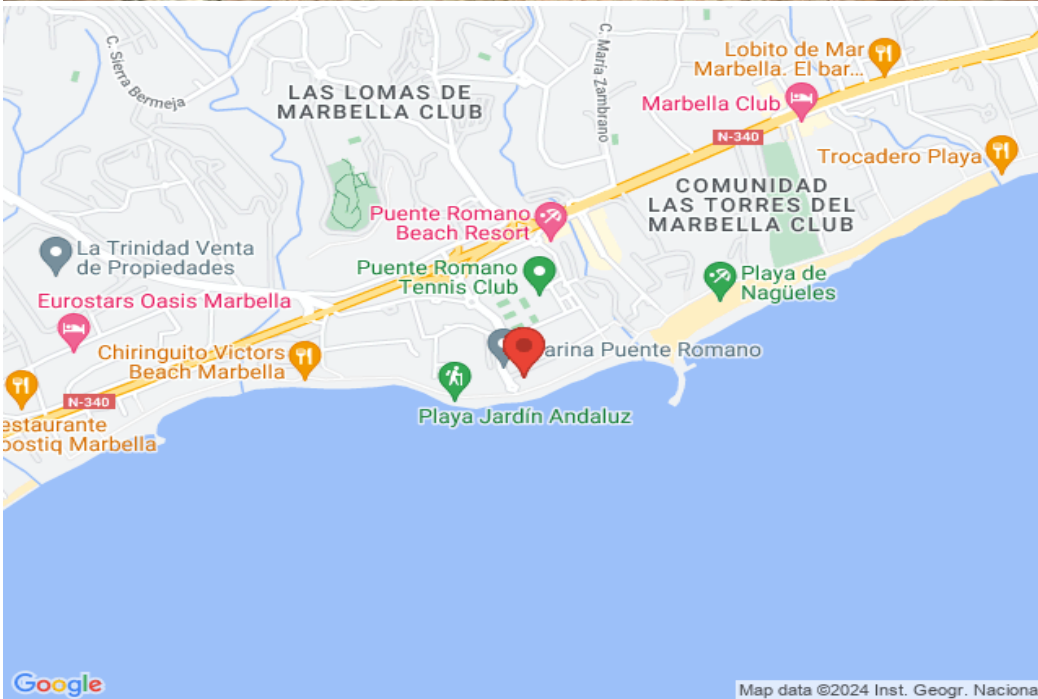 Lobito de Mar
Marbella. El bar...
C. Sierra Bermeja
C. María Zambrano
LAS LOMAS DE
MARBELLA CLUB
Marbella Club
N-340
Trocadero Playa
COMUNIDAD
LAS TORRES DEL
MARBELLA CLUB
Puente Romano
Beach Resort
La Trinidad Venta
de Propiedades
Puente Romano
Tennis Club
Playa de
Nagüeles
Eurostars Oasis Marbella
Chiringuito Victors
Beach Marbella
arina Puente Romano
N-340
Playa Jardín Andaluz
estaurante
oostiq Marbella
Google
Map data ©2024 Inst. Geogr. Naciona